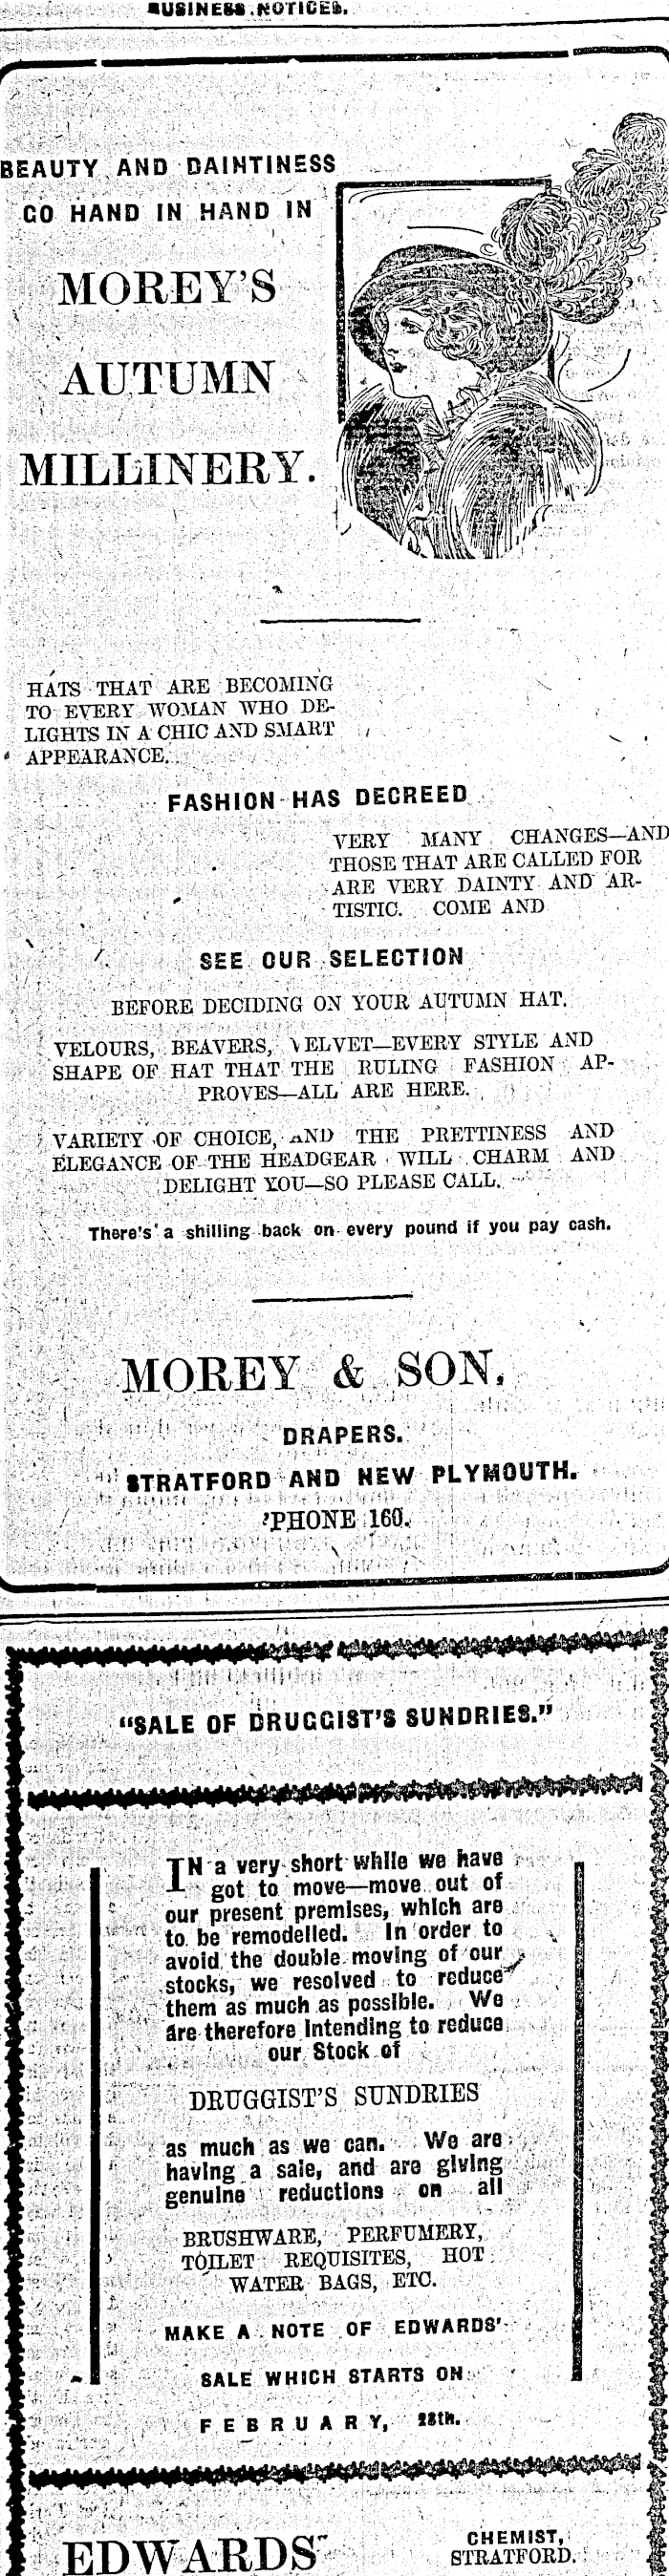 BUSINESS NOTICES.
BEAUTY AND DAINTINESS
GO HAND IN HAND IN
MOREY'S
AUTUMN
MILLINERY.
HATS THAT ARE BECOMING
TO EVERY WOMAN WHO DE-
LIGHTS IN A CHIC AND SMART
APPEARANCE.
FASHION HAS DECREED
VERY MANY CHANGES—AND
THOSE THAT ARE CALLED FOR
ARE VERY DAINTY AND AR-
TISTIC. COME AND
SEE OUR SELECTION
BEFORE DECIDING ON YOUR AUTUMN HAT.
VELOURS, BEAVERS, VELVET—EVERY STYLE AND
SHAPE OF HAT THAT THE RULING FASHION AP-
PROVES—ALL ARE HERE.
VARIETY OF CHOICE, AND THE PRETTINESS AND
ELEGANCE OF THE HEADGEAR WILL CHARM AND
DELIGHT YOU—SO PLEASE CALL.
There's a shilling back on every pound if you pay cash.
MOREY & SON,
DRAPERS.
STRATFORD AND NEW PLYMOUTH.
'PHONE 160.
"SALE OF DRUGGIST'S SUNDRIES."
IN a very short while we have
got to move—move out of
our present premises, which are
to be remodelled. In order to
avoid the double moving of our
stocks, we resolved to reduce
them as much as possible. We
are therefore intending to reduce
our Stock of
DRUGGIST'S SUNDRIES
as much as we can. We are
having a sale, and are giving
genuine reductions on all
BRUSHWARE, PERFUMERY,
TOILET REQUISITES, HOT
WATER BAGS, ETC.
MAKE A NOTE OF EDWARDS'
SALE WHICH STARTS ON
FEBRUARY, 28th.
EDWARDS'
CHEMIST,
STRATFORD.